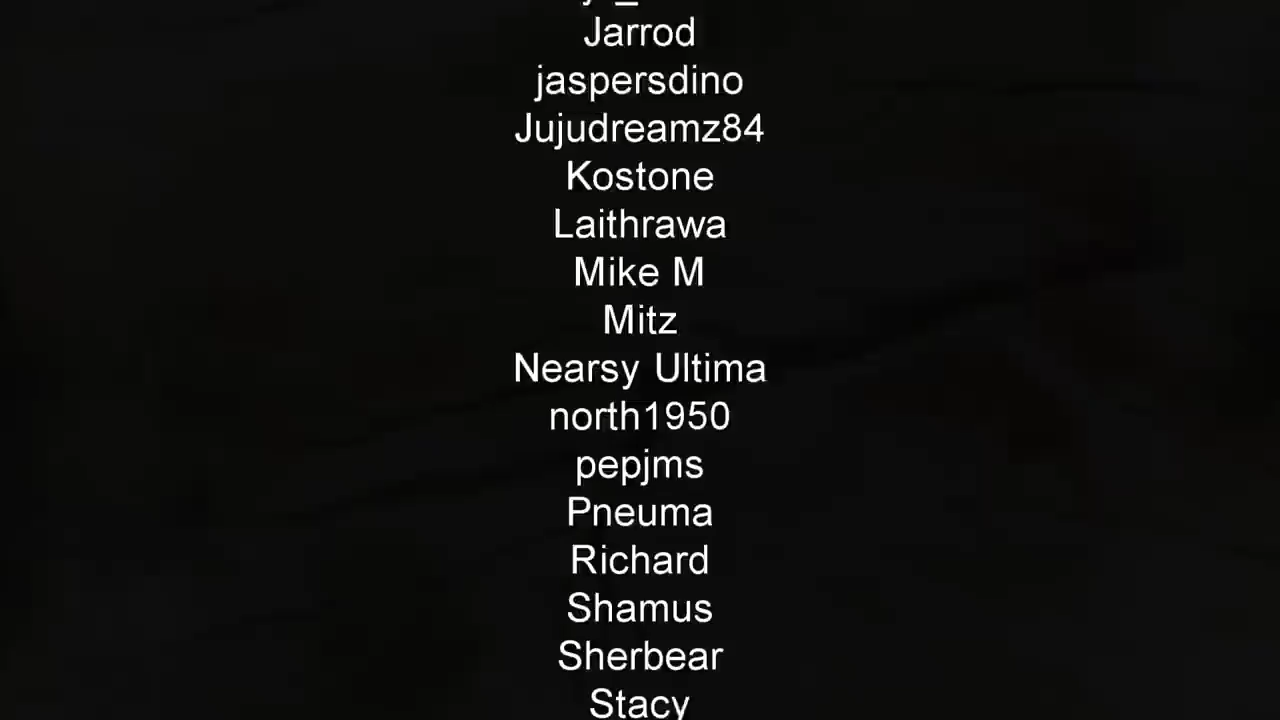 Jarrod
jaspersdino
Jujudreamz84
Kostone
Laithrawa
Mike M
Mitz
Nearsy Ultima
north1950
pepjms
Pneuma
Richard
Shamus
Sherbear
Stacy